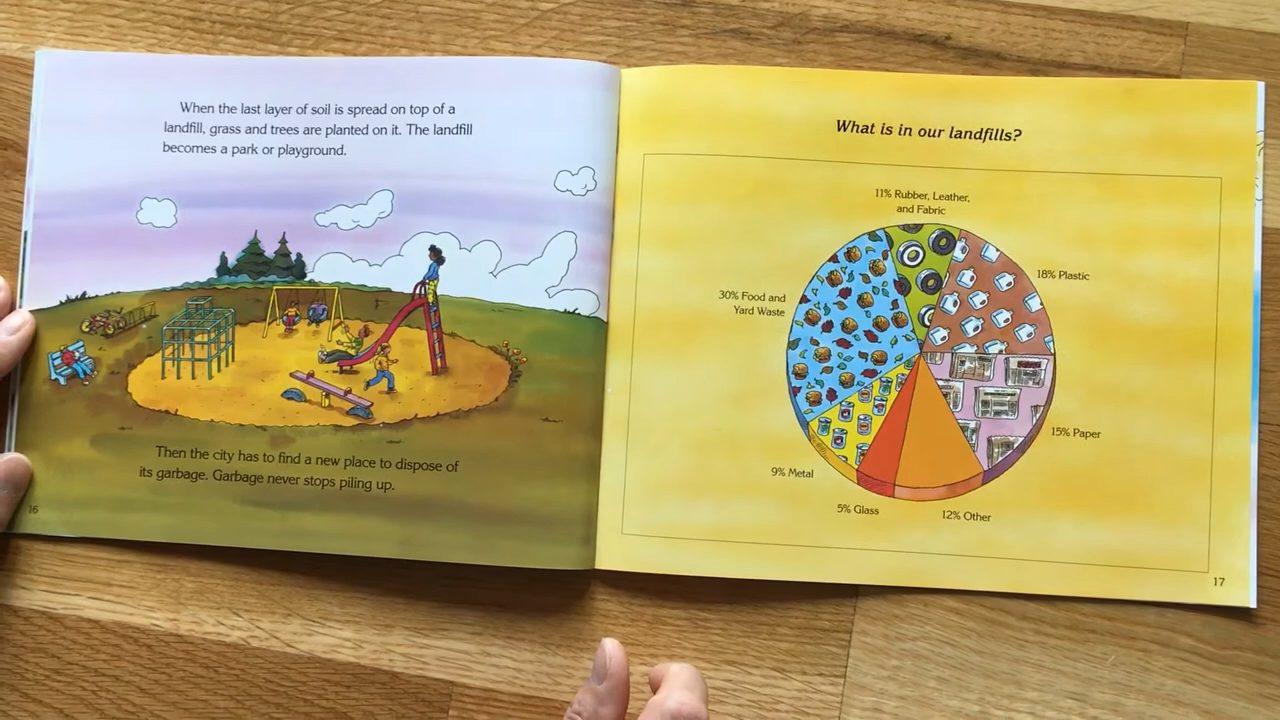 When the last layer of soil is spread on top of a
landfill, grass and trees are planted on it. The landfill
becomes a park or playground.
Then the city has to find a new place to dispose of
its garbage. Garbage never stops piling up.
16
What is in our landfills?
11% Rubber, Leather,
and Fabric
18% Plastic
30% Food and
Yard Waste
15% Paper
9% Metal
5% Glass
12% Other
17